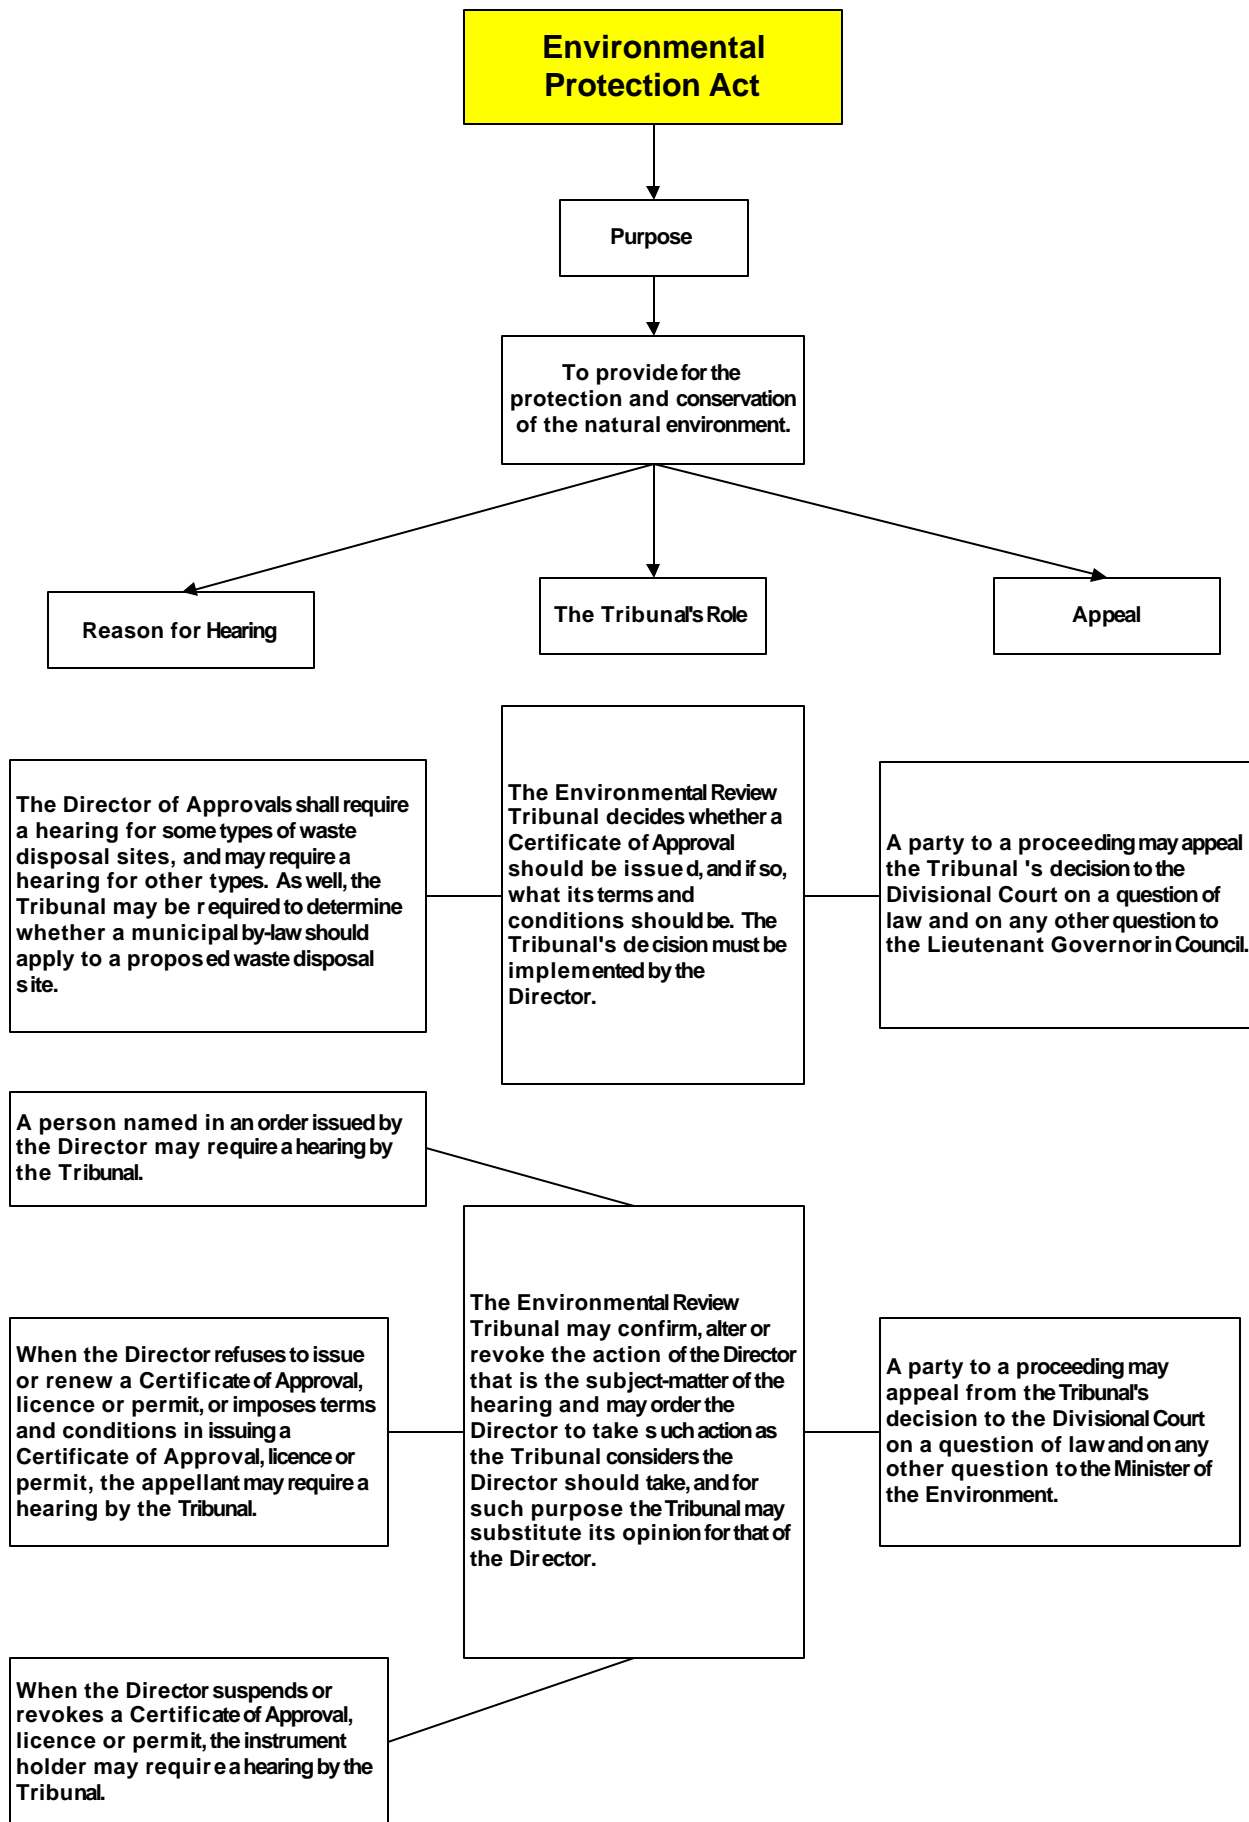 Environmental
Protection Act
Purpose
To provide for the
protection and conservation
of the natural environment.
Reason for Hearing
The Tribunal's Role
Appeal
The Director of Approvals shall require
a hearing for some types of waste
disposal sites, and may require a
hearing for other types. As well, the
Tribunal may be required to determine
whether a municipal by-law should
apply to a proposed waste disposal
site.
The Environmental Review
Tribunal decides whether a
Certificate of Approval
should be issued, and if so,
what its terms and
conditions should be. The
Tribunal's decision must be
implemented by the
Director.
A party to a proceeding may appeal
the Tribunal 's decision to the
Divisional Court on a question of
law and on any other question to
the Lieutenant Governor in Council.
A person named in an order issued by
the Director may require a hearing by
the Tribunal.
When the Director refuses to issue
or renew a Certificate of Approval,
licence or permit, or imposes terms
and conditions in issuing a
Certificate of Approval, licence or
permit, the appellant may require a
hearing by the Tribunal.
The Environmental Review
Tribunal may confirm, alter or
revoke the action of the Director
that is the subject-matter of the
hearing and may order the
Director to take such action as
the Tribunal considers the
Director should take, and for
such purpose the Tribunal may
substitute its opinion for that of
the Director.
A party to a proceeding may
appeal from the Tribunal's
decision to the Divisional Court
on a question of law and on any
other question to the Minister of
the Environment.
When the Director suspends or
revokes a Certificate of Approval,
licence or permit, the instrument
holder may require a hearing by the
Tribunal.